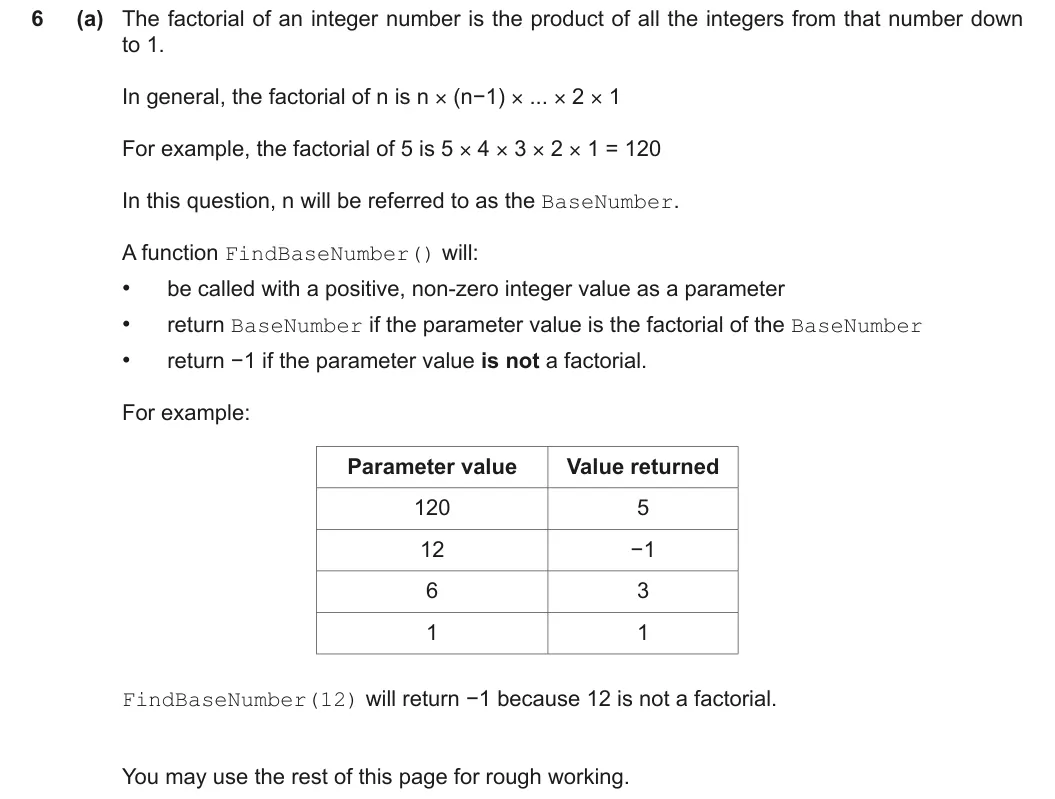 6 (a) The factorial of an integer number is the product of all the integers from that number down
to 1.
In general, the factorial of n is n × (n−1) × ... × 2 × 1
For example, the factorial of 5 is 5 × 4 × 3 × 2 × 1 = 120
In this question, n will be referred to as the BaseNumber.
A function FindBaseNumber() will:
• be called with a positive, non-zero integer value as a parameter
• return BaseNumber if the parameter value is the factorial of the BaseNumber
• return −1 if the parameter value is not a factorial.
For example:
Parameter value Value returned
120 5
12 −1
6 3
1 1
FindBaseNumber(12) will return −1 because 12 is not a factorial.
You may use the rest of this page for rough working.